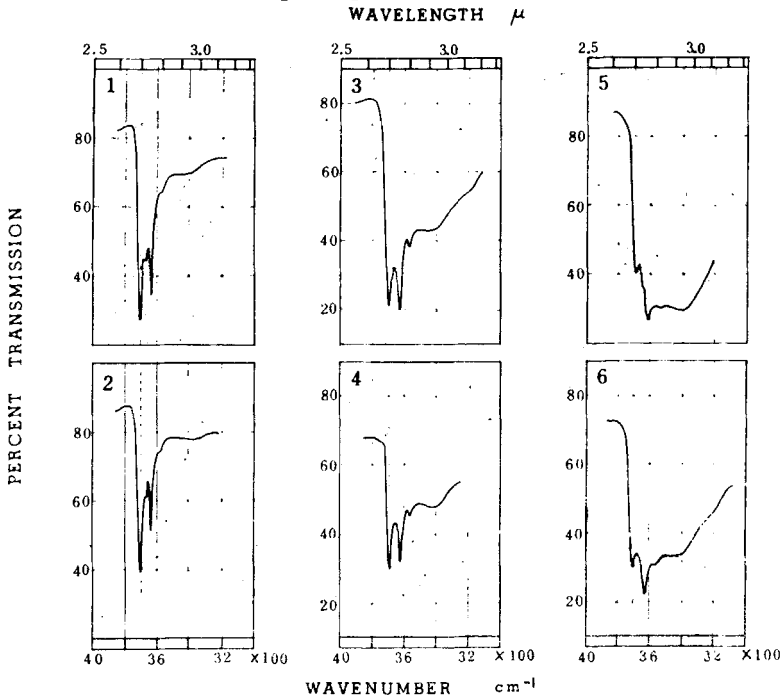 WAVELENGTH μ
2.5 3.0 2.5 3.0 2.5 3.0
1 3 5
80 80 80
60 60 60
40 40 40
20
PERCENT TRANSMISSION
2 4 6
80 80 80
60 60 60
40 40 40
20 20
40 36 32 ×100 40 36 32 ×100 40 36 32 ×100
WAVENUMBER cm⁻¹